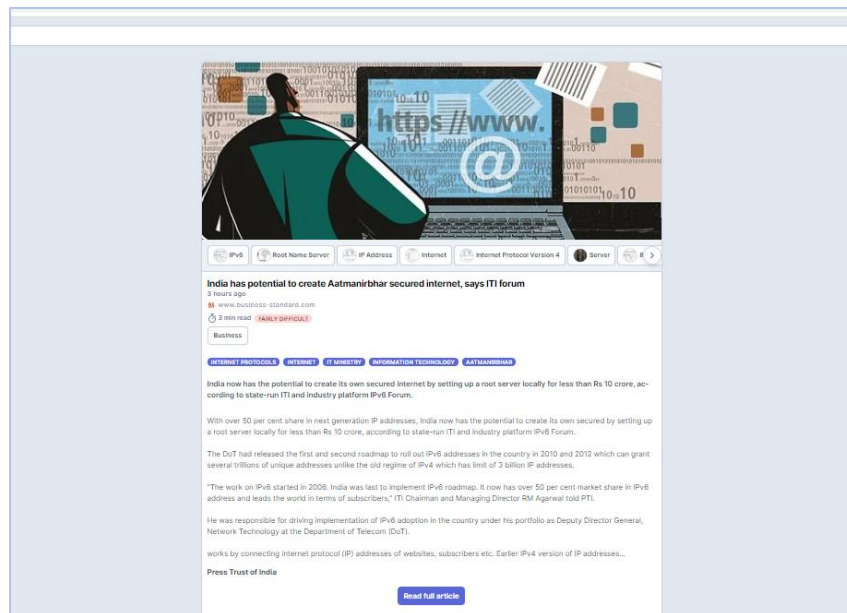 https //www.
@
IPv6
Root Name Server
IP Address
Internet
Internet Protocol Version 4
Server
India has potential to create Aatmanirbhar secured internet, says ITI forum
3 hours ago
BS www.business-standard.com
3 min read FAIRLY DIFFICULT
Business
INTERNET PROTOCOLS INTERNET IT MINISTRY INFORMATION TECHNOLOGY AATMANIRBHAR
India now has the potential to create its own secured internet by setting up a root server locally for less than Rs 10 crore, ac-
cording to state-run ITI and industry platform IPv6 Forum.
With over 50 per cent share in next generation IP addresses, India now has the potential to create its own secured by setting up
a root server locally for less than Rs 10 crore, according to state-run ITI and industry platform IPv6 Forum.
The DoT had released the first and second roadmap to roll out IPv6 addresses in the country in 2010 and 2012 which can grant
several trillions of unique addresses unlike the old regime of IPv4 which has limit of 3 billion IP addresses.
"The work on IPv6 started in 2006. India was last to implement IPv6 roadmap. It now has over 50 per cent market share in IPv6
address and leads the world in terms of subscribers," ITI Chairman and Managing Director RM Agarwal told PTI.
He was responsible for driving implementation of IPv6 adoption in the country under his portfolio as Deputy Director General,
Network Technology at the Department of Telecom (DoT).
works by connecting internet protocol (IP) addresses of websites, subscribers etc. Earlier IPv4 version of IP addresses...
Press Trust of India
Read full article